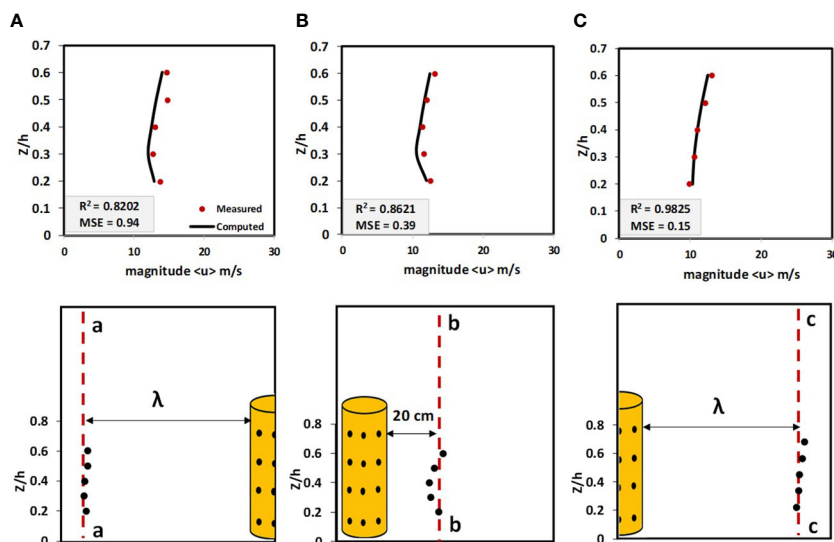 A
0.7
0.6
0.5
0.4
0.3
0.2
0.1
0
Z/h
R² = 0.8202
MSE = 0.94
Measured
Computed
0 10 20 30
magnitude <u> m/s
B
0.7
0.6
0.5
0.4
0.3
0.2
0.1
0
Z/h
R² = 0.8621
MSE = 0.39
0 10 20 30
magnitude <u> m/s
C
0.7
0.6
0.5
0.4
0.3
0.2
0.1
0
Z/h
R² = 0.9825
MSE = 0.15
0 10 20 30
magnitude <u> m/s
a
λ
0.8
0.6
0.4
0.2
0
Z/h
a
b
20 cm
0.8
0.6
0.4
0.2
0
Z/h
b
c
λ
0.8
0.6
0.4
0.2
0
Z/h
c